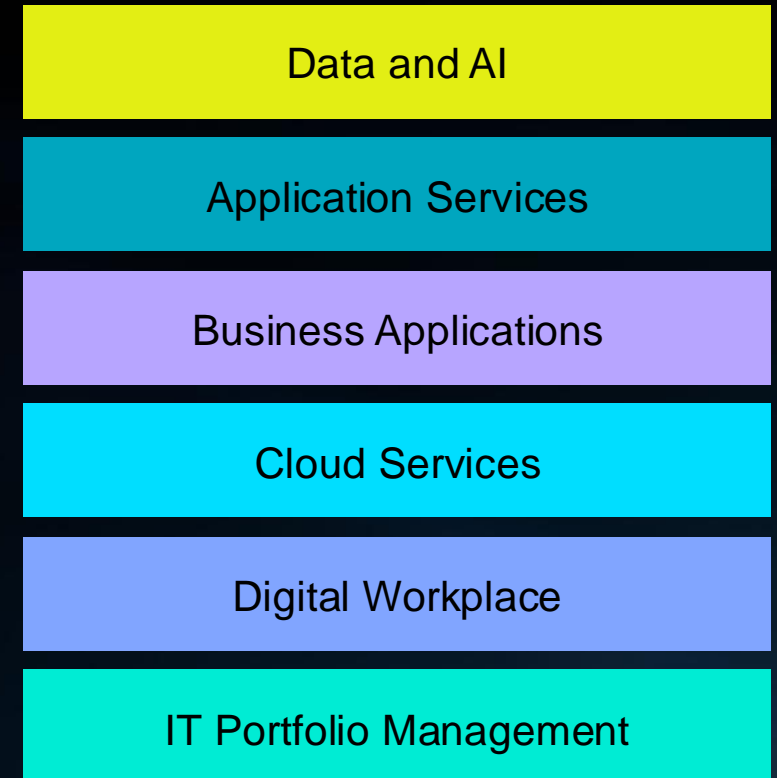 Data and AI
Application Services
Business Applications
Cloud Services
Digital Workplace
IT Portfolio Management